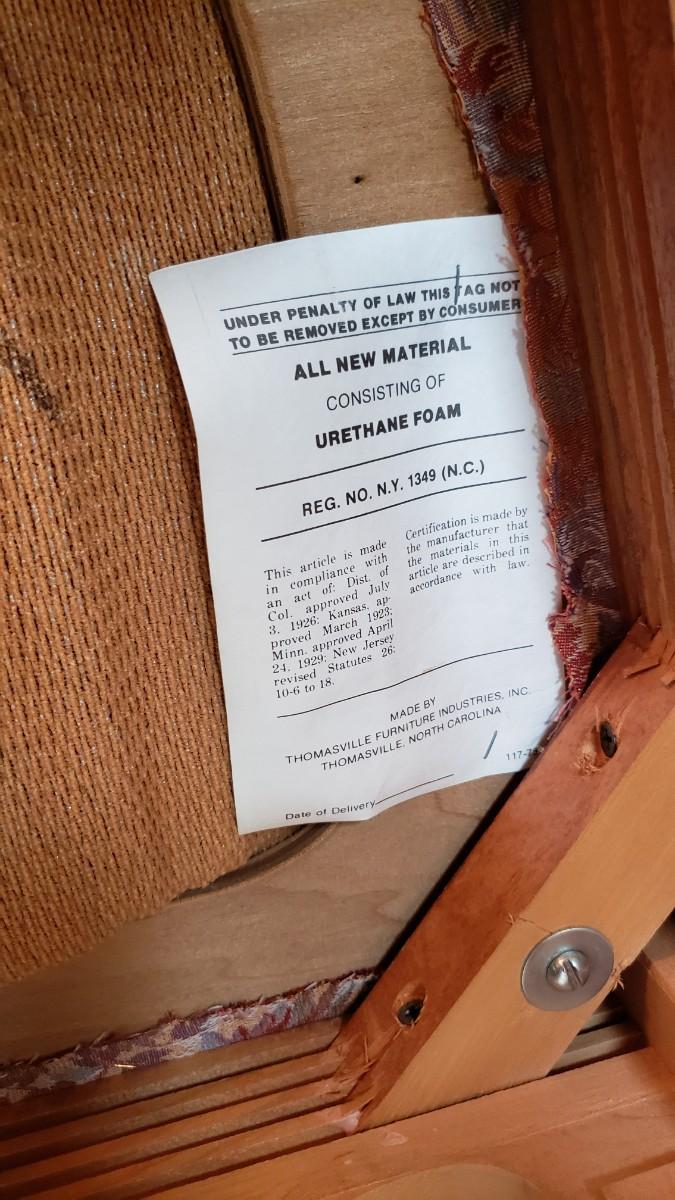 UNDER PENALTY OF LAW THIS TAG NOT
TO BE REMOVED EXCEPT BY CONSUMER
ALL NEW MATERIAL
CONSISTING OF
URETHANE FOAM
REG. NO. N.Y. 1349 (N.C.)
This article is made
in compliance with
an act of: Dist. of
Col. approved July
3, 1926; Kansas, ap-
proved March 1923;
Minn. approved April
24, 1929; New Jersey
revised Statutes 26:
10-6 to 18.
Certification is made by
the manufacturer that
the materials in this
article are described in
accordance with law.
MADE BY
THOMASVILLE FURNITURE INDUSTRIES, INC.
THOMASVILLE, NORTH CAROLINA
Date of Delivery